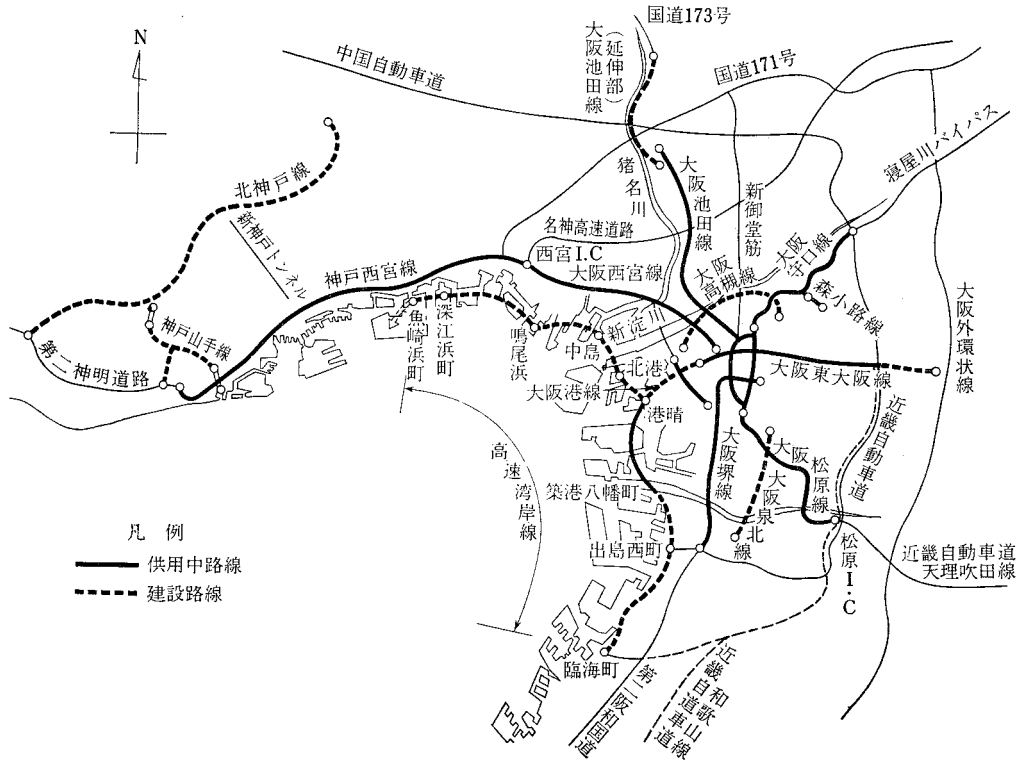 国道173号
(延伸部)
大阪池田線
N
中国自動車道
国道171号
寝屋川バイパス
北神戸線
猪名川
大阪池田線
新御堂筋
新神戸トンネル
名神高速道路
西宮I.C
大阪西宮線
大阪高槻線
大阪守口線
森小路線
神戸西宮線
大阪外環状線
神戸山手線
第二神明道路
魚崎浜町
深江浜町
鳴尾浜
中島
新淀川
北港
大阪港線
港晴
大阪東大阪線
近畿自動車道
高速湾岸線
大阪堺線
大阪泉北線
大阪松原線
築港八幡町
出島西町
松原I・C
近畿自動車道
天理吹田線
凡 例
供用中路線
建設路線
臨海町
第二阪和国道
近畿自動車道
和歌山線